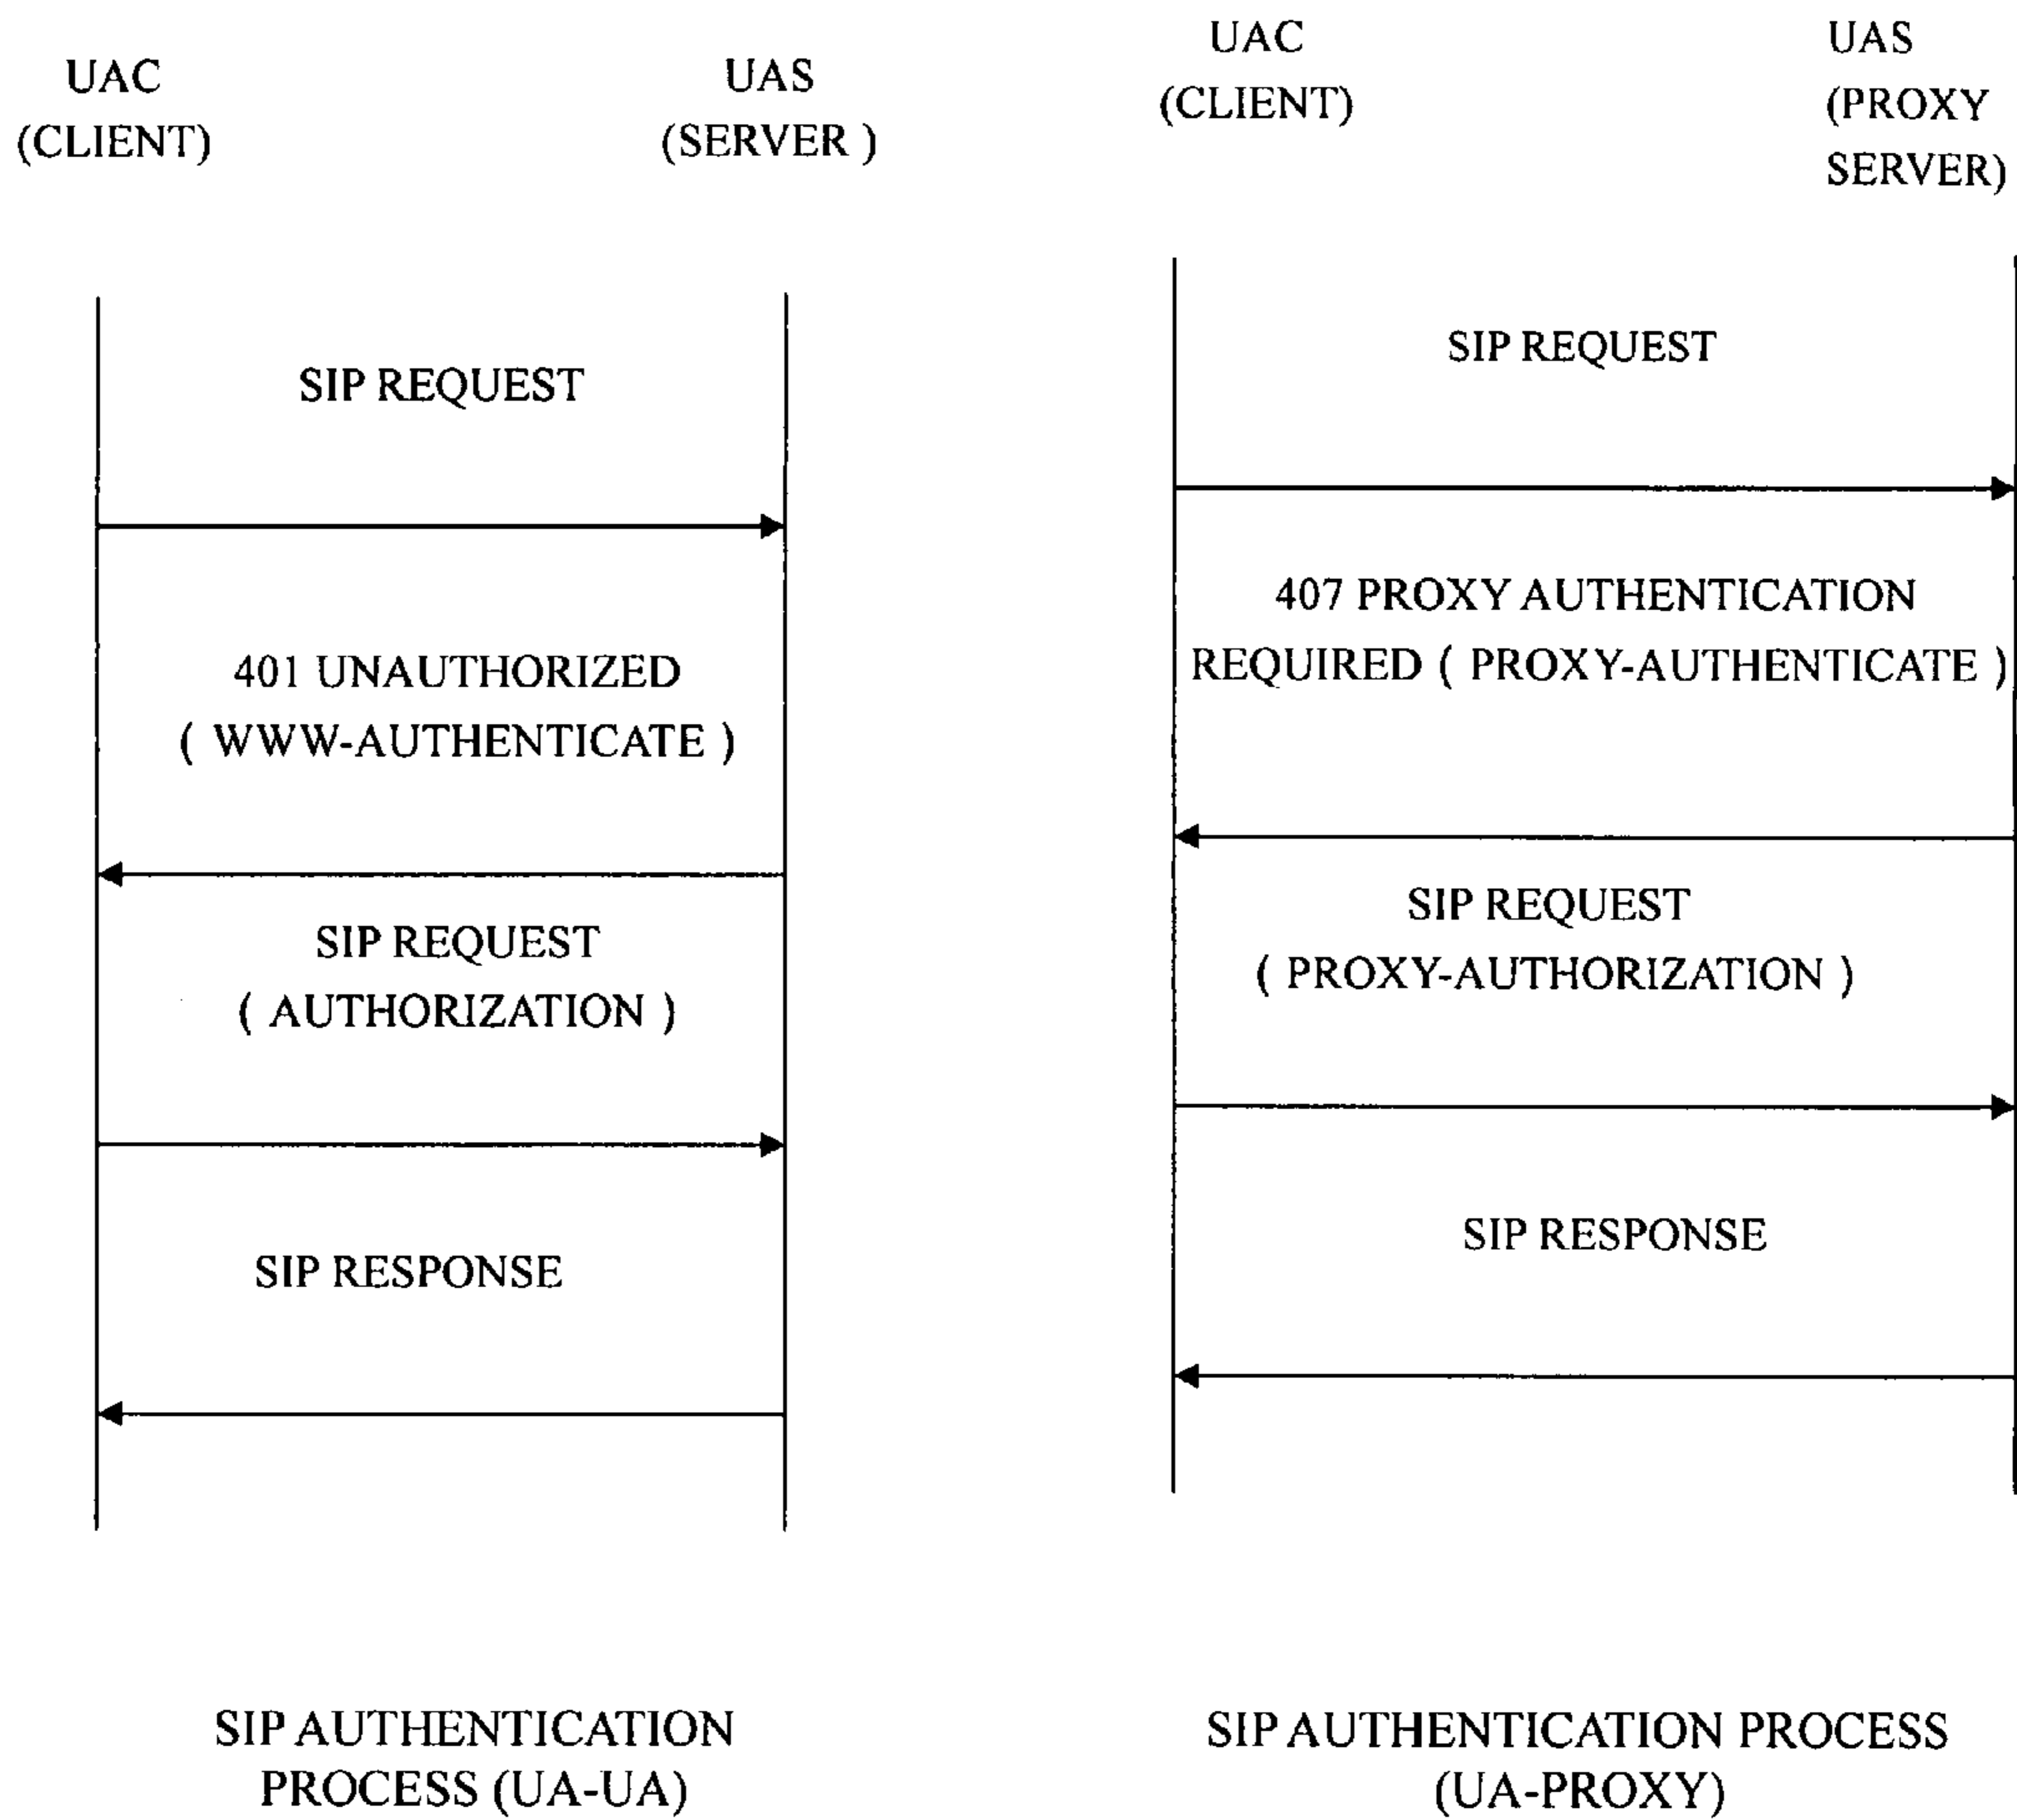 UAC
(CLIENT)
UAS
(SERVER )
SIP REQUEST
401 UNAUTHORIZED
( WWW-AUTHENTICATE )
SIP REQUEST
( AUTHORIZATION )
SIP RESPONSE
SIP AUTHENTICATION
PROCESS (UA-UA)
UAC
(CLIENT)
UAS
(PROXY
SERVER)
SIP REQUEST
407 PROXY AUTHENTICATION
REQUIRED ( PROXY-AUTHENTICATE )
SIP REQUEST
( PROXY-AUTHORIZATION )
SIP RESPONSE
SIP AUTHENTICATION PROCESS
(UA-PROXY)